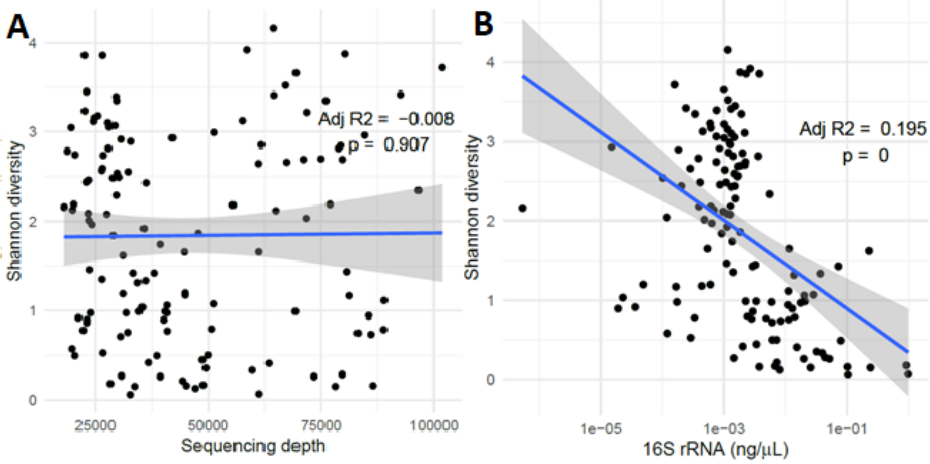 A
Shannon diversity
4
3
2
1
0
Adj R2 = −0.008
p = 0.907
25000 50000 75000 100000
Sequencing depth
B
Shannon diversity
4
3
2
1
0
Adj R2 = 0.195
p = 0
1e-05 1e-03 1e-01
16S rRNA (ng/μL)